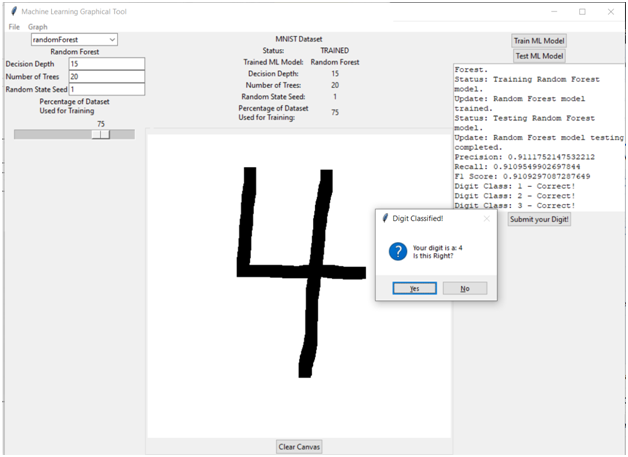 Machine Learning Graphical Tool
File Graph
randomForest
Random Forest
Decision Depth 15
Number of Trees 20
Random State Seed 1
Percentage of Dataset
Used for Training
75
MNIST Dataset
Status: TRAINED
Trained ML Model: Random Forest
Decision Depth: 15
Number of Trees: 20
Random State Seed: 1
Percentage of Dataset
Used for Training: 75
Train ML Model
Test ML Model
Forest.
Status: Training Random Forest
model.
Update: Random Forest model
trained.
Status: Testing Random Forest
model.
Update: Random Forest model testing
completed.
Precision: 0.9111752147532212
Recall: 0.9109549902697844
F1 Score: 0.9109297087287649
Digit Class: 1 - Correct!
Digit Class: 2 - Correct!
Digit Class: 3 - Correct!
Submit your Digit!
4
Digit Classified!
Your digit is a: 4
Is this Right?
Yes
No
Clear Canvas